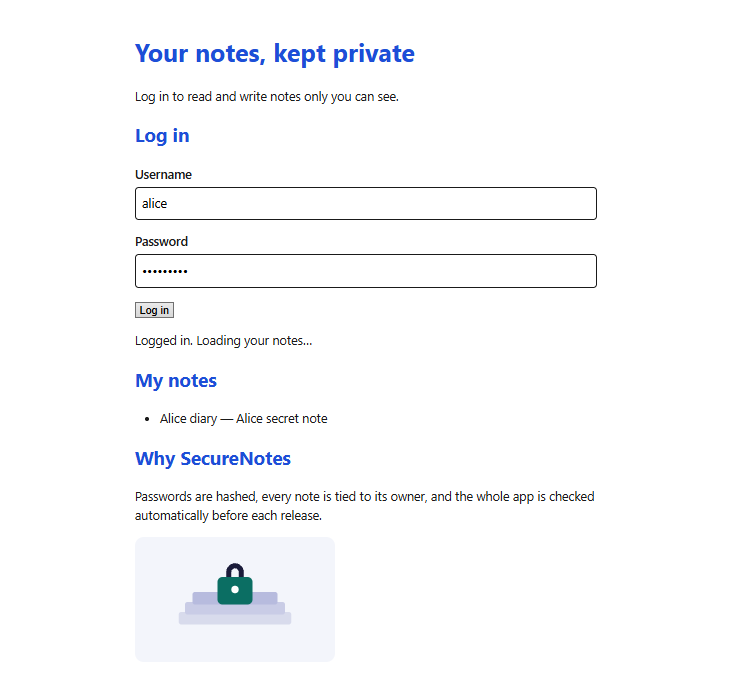 Your notes, kept private
Log in to read and write notes only you can see.
Log in
Username
alice
Password
•••••••••
Log in
Logged in. Loading your notes...
My notes
• Alice diary — Alice secret note
Why SecureNotes
Passwords are hashed, every note is tied to its owner, and the whole app is checked
automatically before each release.